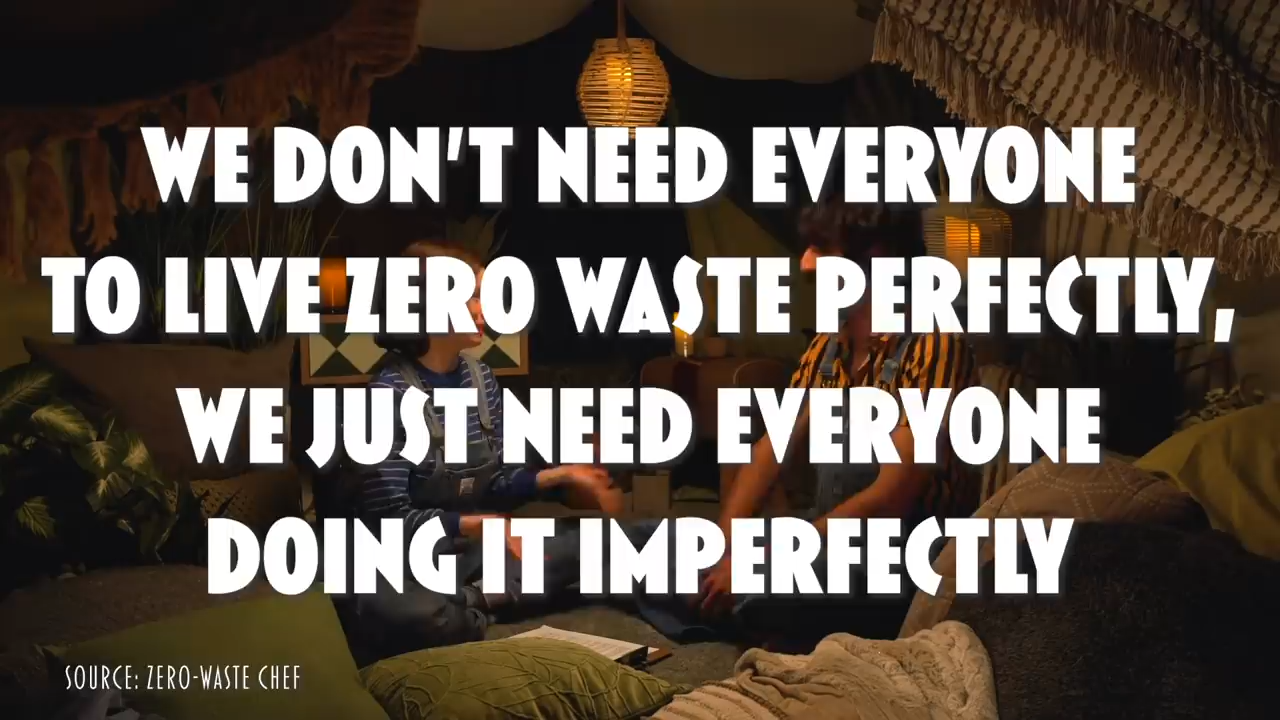 WE DON'T NEED EVERYONE
TO LIVE ZERO WASTE PERFECTLY,
WE JUST NEED EVERYONE
DOING IT IMPERFECTLY
SOURCE: ZERO-WASTE CHEF